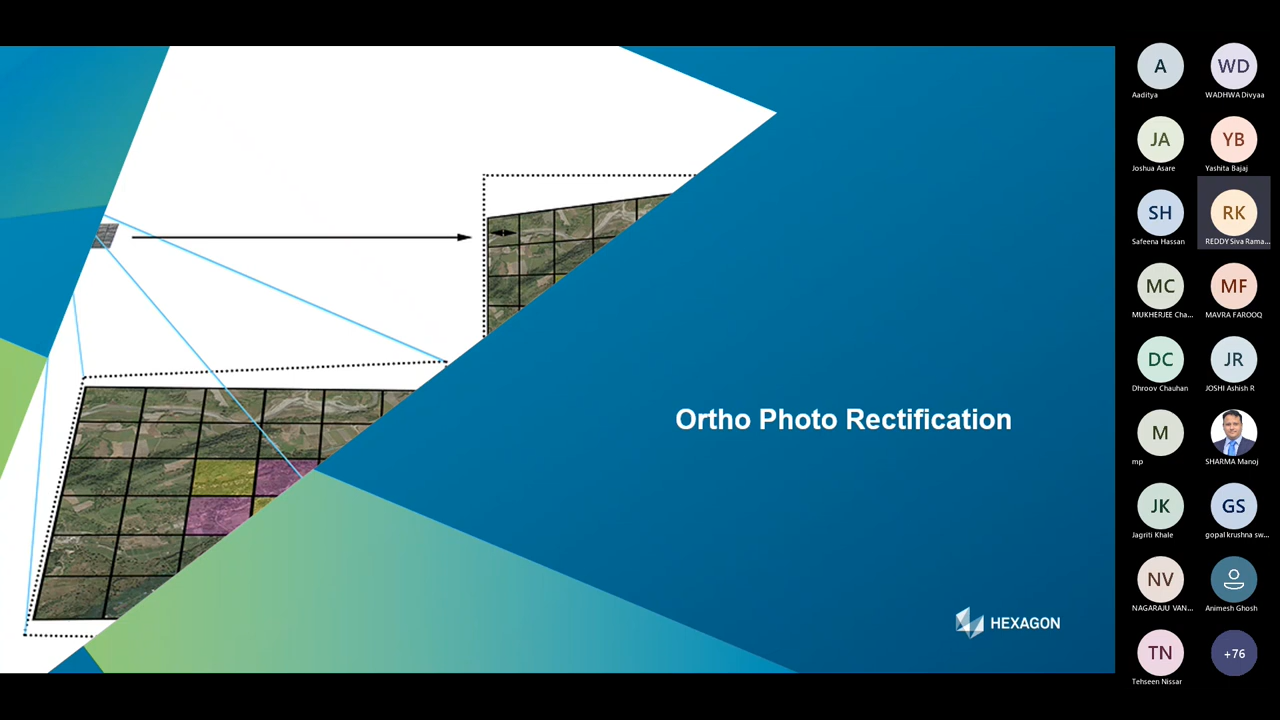 Ortho Photo Rectification
HEXAGON
A
Aaditya
WD
WADHWA Divyaa
JA
Joshua Asare
YB
Yashita Bajaj
SH
Safeena Hassan
RK
REDDY Siva Rama...
MC
MUKHERJEE Cha...
MF
MAVRA FAROOQ
DC
Dhroov Chauhan
JR
JOSHI Ashish R
M
mp
SHARMA Manoj
JK
Jagriti Khale
GS
gopal krushna sw...
NV
NAGARAJU VAN...
Animesh Ghosh
TN
Tehseen Nissar
+76